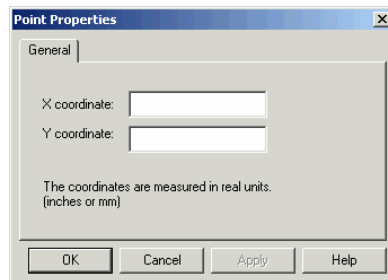 Point Properties
General
X coordinate:
Y coordinate:
The coordinates are measured in real units.
(inches or mm)
OK Cancel Apply Help